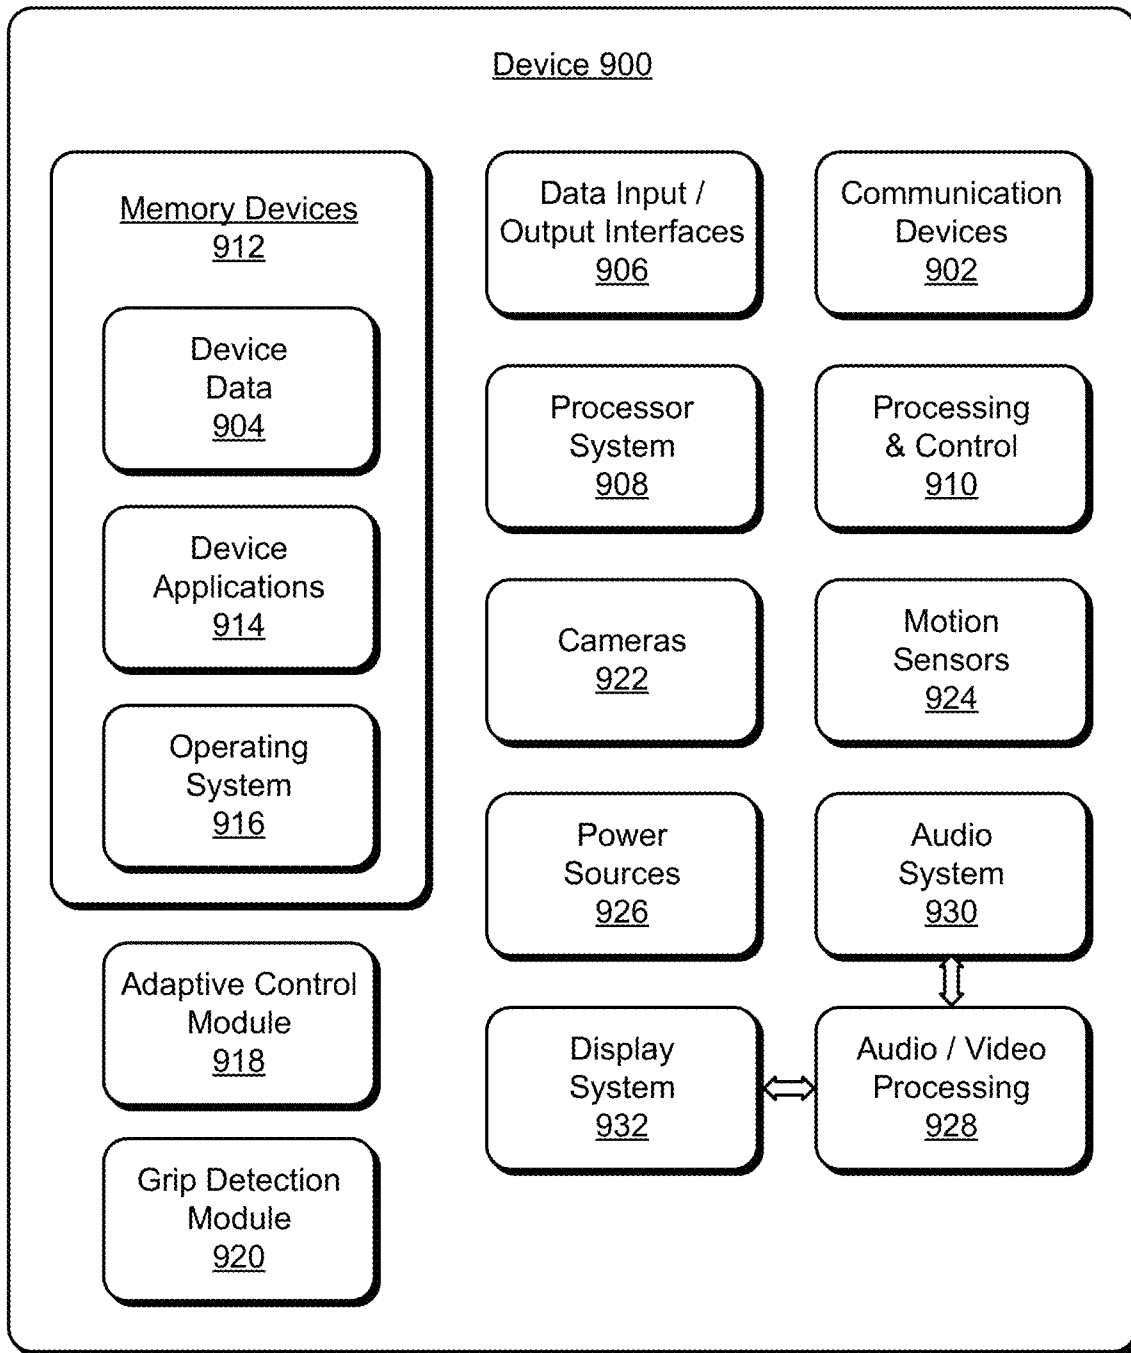 Device 900
Memory Devices
912
Device
Data
904
Device
Applications
914
Operating
System
916
Adaptive Control
Module
918
Grip Detection
Module
920
Data Input /
Output Interfaces
906
Communication
Devices
902
Processor
System
908
Processing
& Control
910
Cameras
922
Motion
Sensors
924
Power
Sources
926
Audio
System
930
Display
System
932
Audio / Video
Processing
928